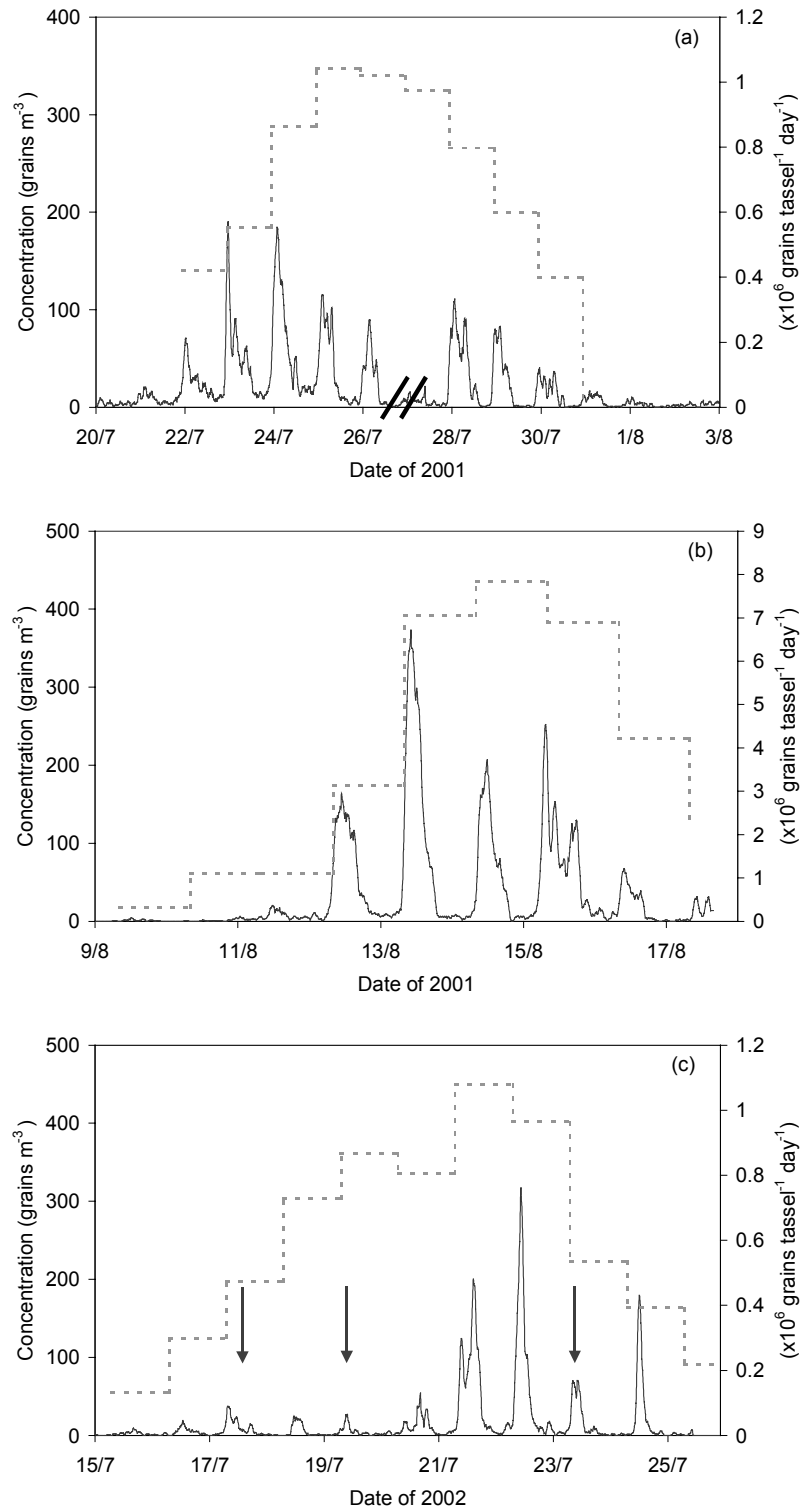 (a)
Concentration (grains m-3 )
400
300
200
100
0
1.2
1
0.8
0.6
0.4
0.2
0
(x106 grains tassel-1 day-1)
20/7 22/7 24/7 26/7 28/7 30/7 1/8 3/8
Date of 2001
(b)
Concentration (grains m-3 )
500
400
300
200
100
0
9
8
7
6
5
4
3
2
1
0
(x106 grains tassel-1 day-1)
9/8 11/8 13/8 15/8 17/8
Date of 2001
(c)
Concentration (grains m-3 )
500
400
300
200
100
0
1.2
1
0.8
0.6
0.4
0.2
0
(x106 grains tassel-1 day-1)
15/7 17/7 19/7 21/7 23/7 25/7
Date of 2002